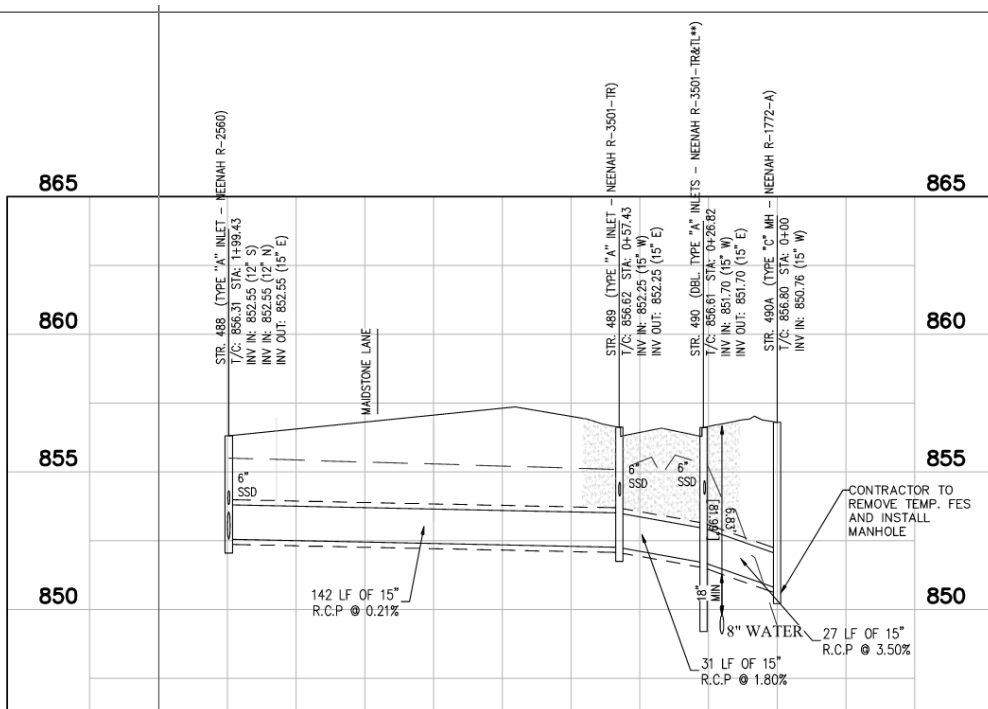 865
865
860
860
855
855
850
850
STR. 488 (TYPE "A" INLET - NEENAH R-2560)
T/C: 856.31 STA: 1+99.43
INV IN: 852.55 (12" S)
INV IN: 852.55 (12" N)
INV OUT: 852.55 (15" E)
MAIDSTONE LANE
STR. 489 (TYPE "A" INLET - NEENAH R-3501-TR)
T/C: 856.62 STA: 0+57.43
INV IN: 852.25 (15" W)
INV OUT: 852.25 (15" E)
STR. 490 (DBL. TYPE "A" INLETS - NEENAH R-3501-TR&TL**)
T/C: 856.61 STA: 0+26.82
INV IN: 851.70 (15" W)
INV OUT: 851.70 (15" E)
STR. 490A (TYPE "C" MH - NEENAH R-1772-A)
T/C: 856.80 STA: 0+00
INV IN: 850.76 (15" W)
6"
SSD
6"
SSD
6"
SSD
[81.99"]
6.83'
CONTRACTOR TO
REMOVE TEMP. FES
AND INSTALL
MANHOLE
142 LF OF 15"
R.C.P @ 0.21%
18"
MIN
8" WATER
27 LF OF 15"
R.C.P @ 3.50%
31 LF OF 15"
R.C.P @ 1.80%